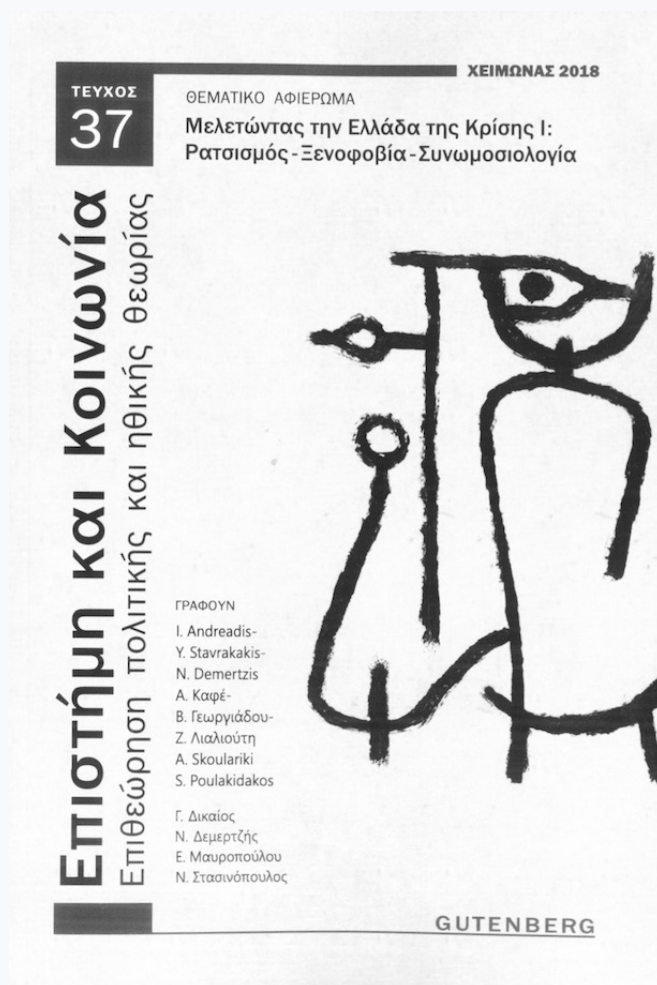 ΧΕΙΜΩΝΑΣ 2018
ΤΕΥΧΟΣ
37
ΘΕΜΑΤΙΚΟ ΑΦΙΕΡΩΜΑ
Μελετώντας την Ελλάδα της Κρίσης Ι:
Ρατσισμός - Ξενοφοβία - Συνωμοσιολογία
Επιστήμη και Κοινωνία
Επιθεώρηση πολιτικής και ηθικής θεωρίας
ΓΡΑΦΟΥΝ
I. Andreadis-
Y. Stavrakakis-
N. Demertzis
Α. Καφέ-
Β. Γεωργιάδου-
Ζ. Λιαλιούτη
A. Skoulariki
S. Poulakidakos
Γ. Δικαίος
Ν. Δεμερτζής
Ε. Μαυροπούλου
Ν. Στασινόπουλος
GUTENBERG